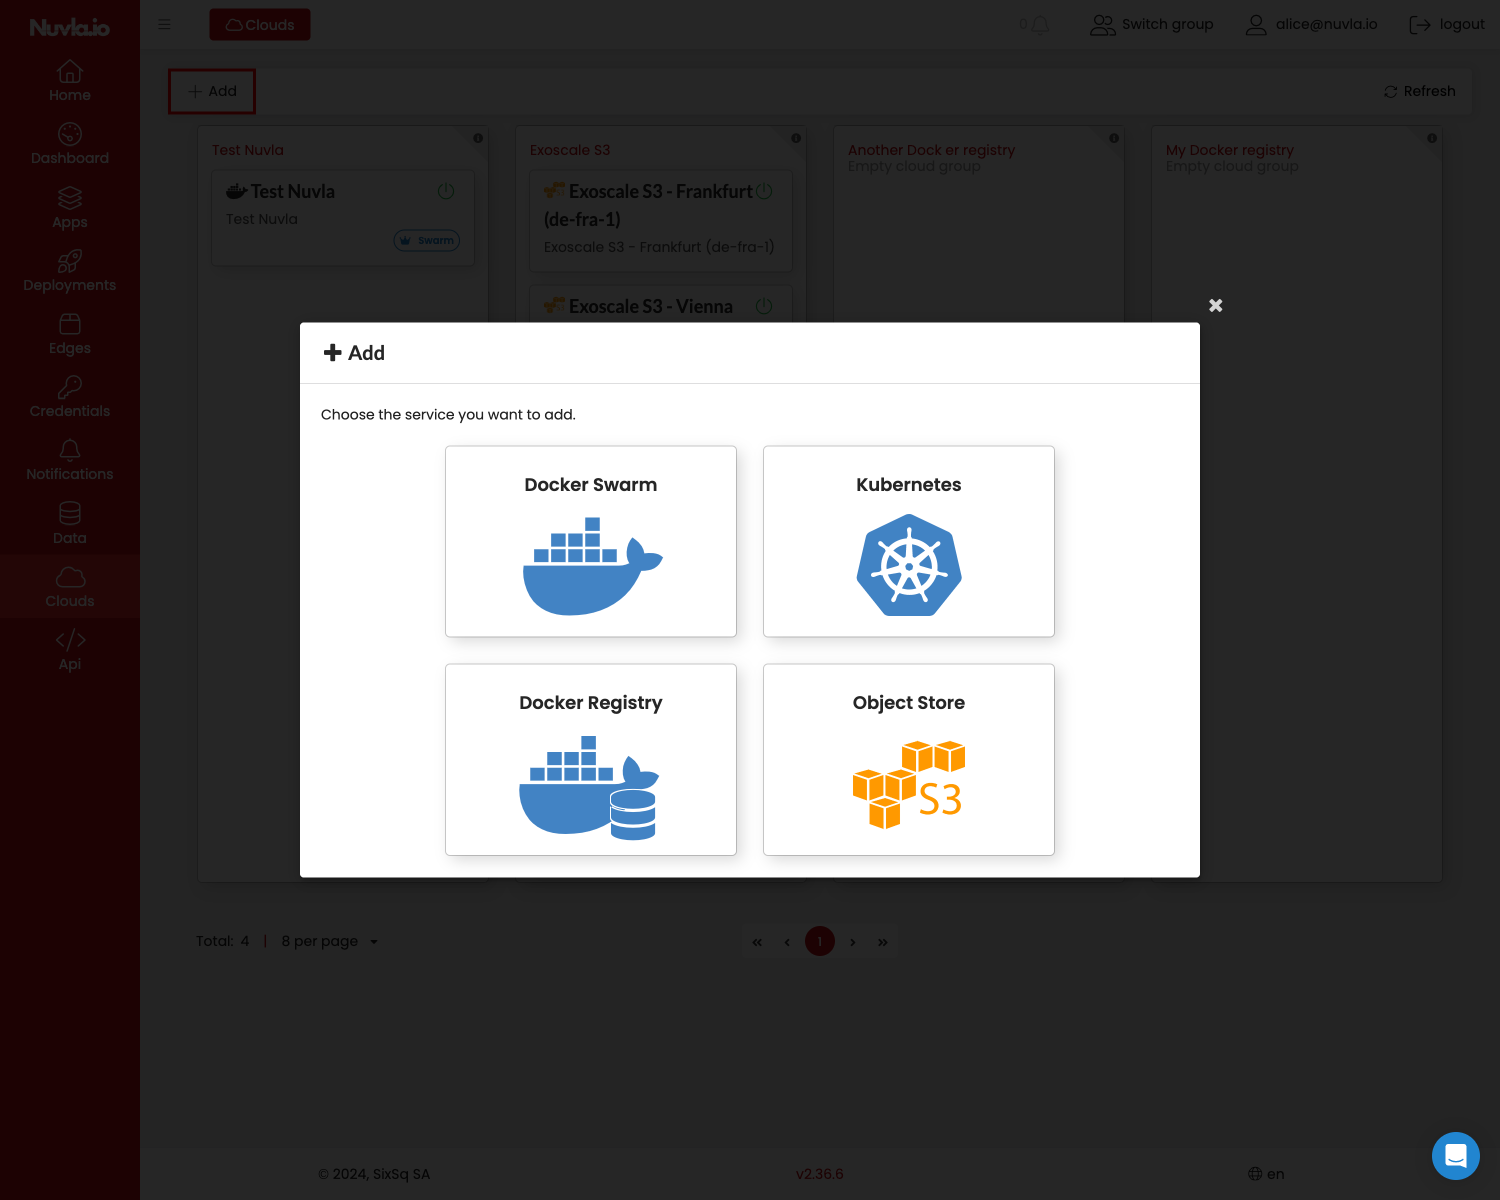 Nuvla.io
Clouds
0
Switch group
alice@nuvla.io
logout
Home
Dashboard
Apps
Deployments
Edges
Credentials
Notifications
Data
Clouds
Api
Add
Refresh
Test Nuvla
Test Nuvla
Test Nuvla
Swarm
Exoscale S3
Exoscale S3 - Frankfurt
(de-fra-1)
Exoscale S3 - Frankfurt (de-fra-1)
Exoscale S3 - Vienna
Another Dock er registry
Empty cloud group
My Docker registry
Empty cloud group
Add
Choose the service you want to add.
Docker Swarm
Kubernetes
Docker Registry
Object Store
S3
Total: 4 | 8 per page
« ‹ 1 › »
© 2024, SixSq SA
v2.36.6
en